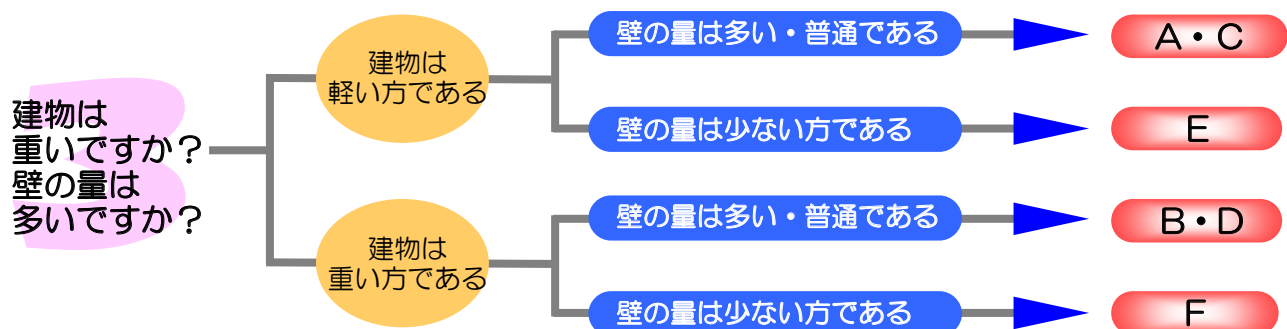 建物は
重いですか？
壁の量は
多いですか？
建物は
軽い方である
壁の量は多い・普通である
A・C
壁の量は少ない方である
E
建物は
重い方である
壁の量は多い・普通である
B・D
壁の量は少ない方である
F